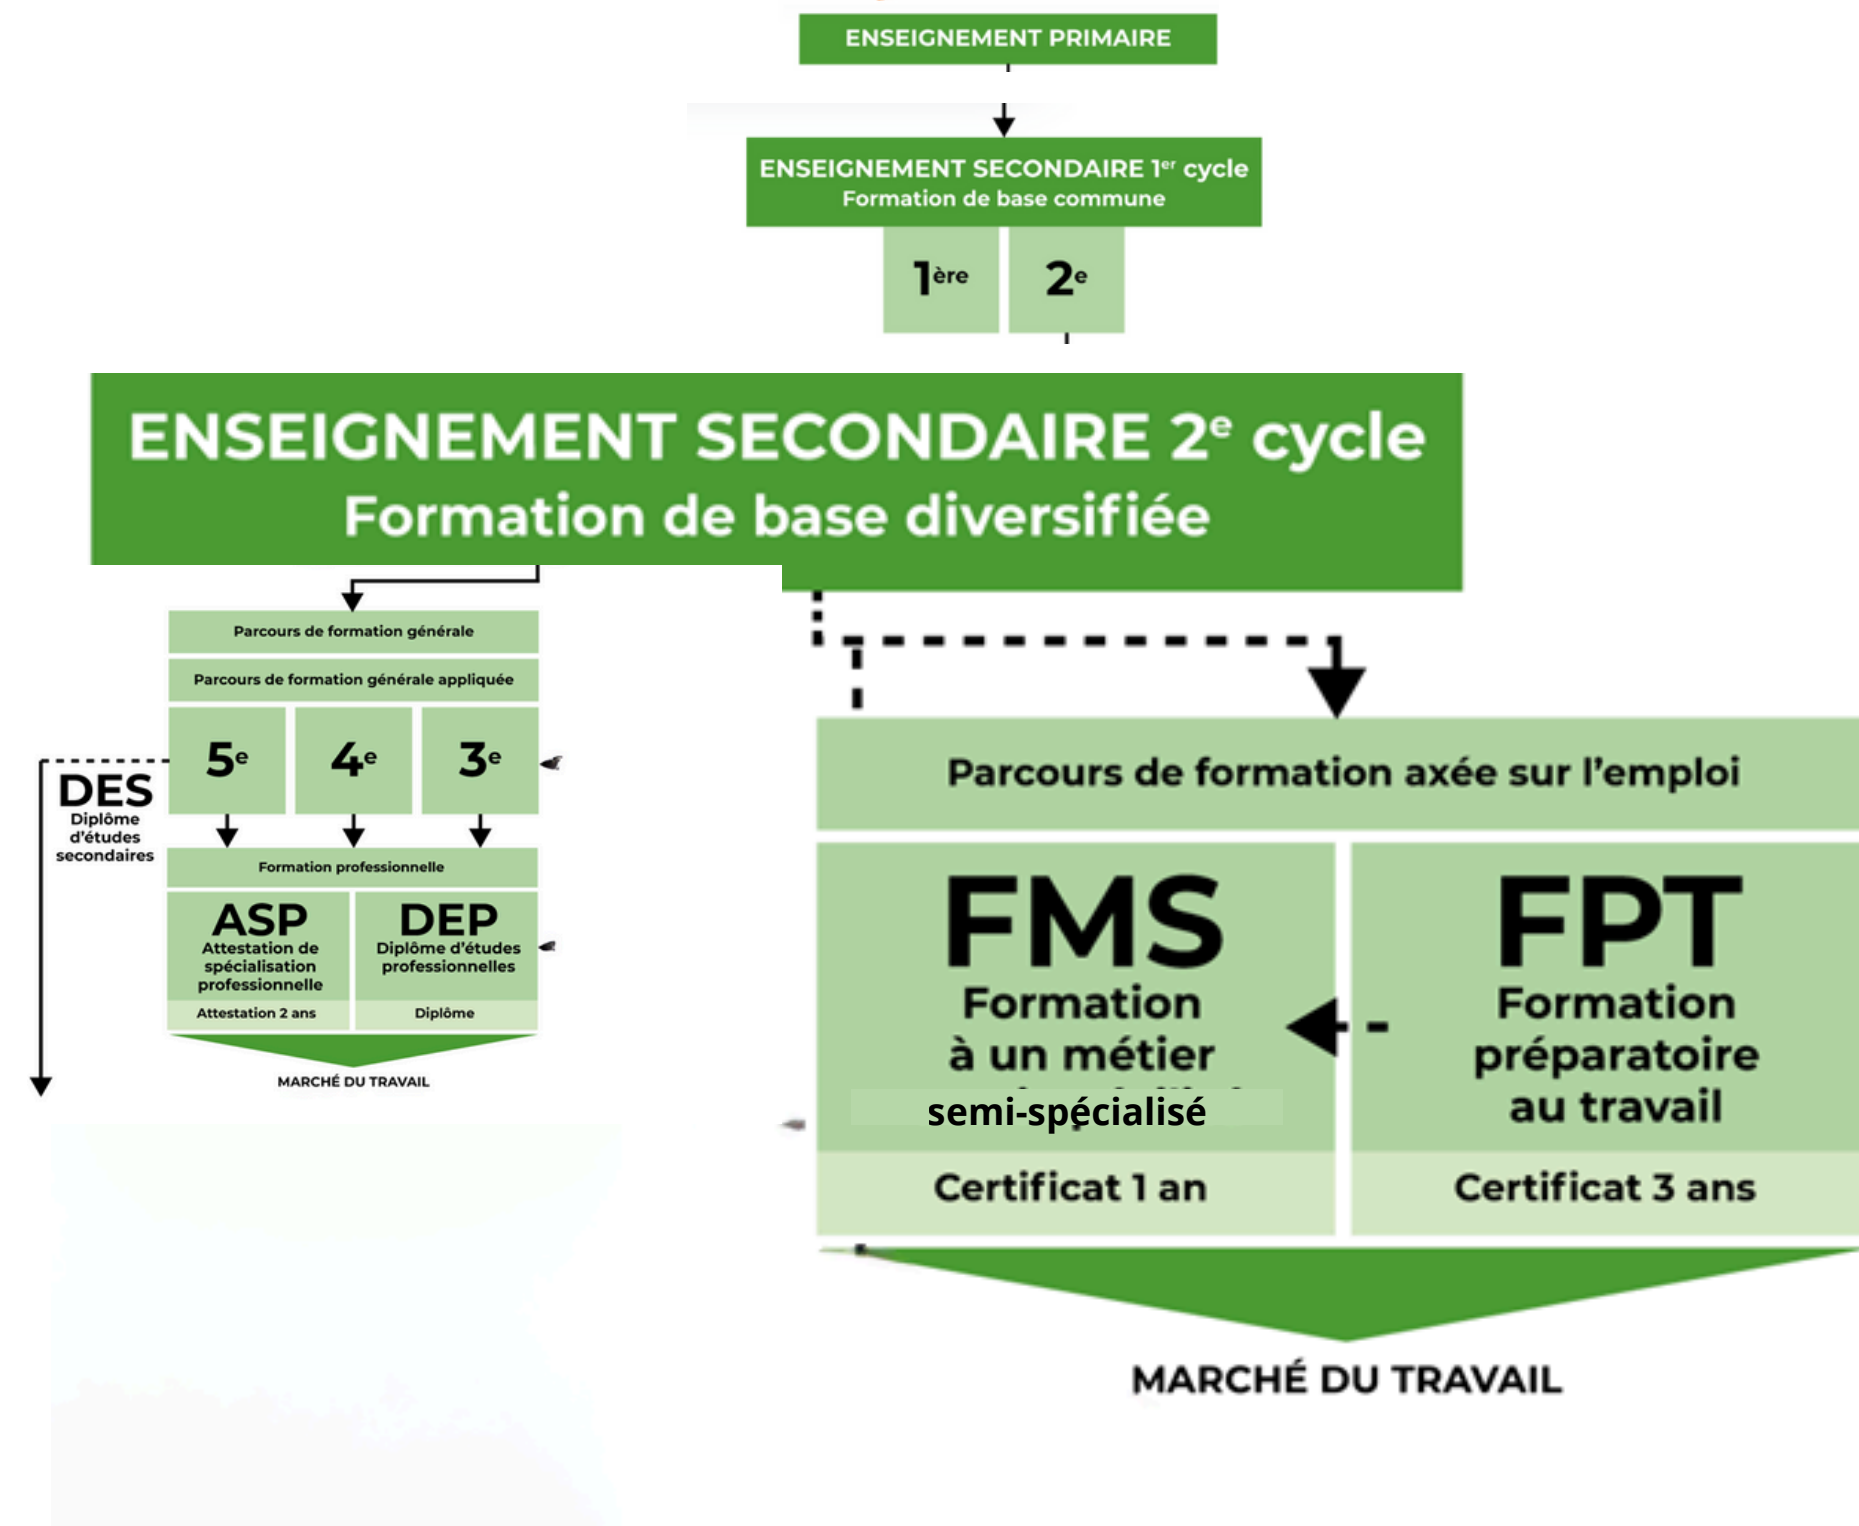 ENSEIGNEMENT PRIMAIRE
ENSEIGNEMENT SECONDAIRE 1er cycle
Formation de base commune
1ère
2e
ENSEIGNEMENT SECONDAIRE 2e cycle
Formation de base diversifiée
Parcours de formation générale
Parcours de formation générale appliquée
5e
4e
3e
DES
Diplôme
d'études
secondaires
Formation professionnelle
ASP
Attestation de
spécialisation
professionnelle
Attestation 2 ans
DEP
Diplôme d'études
professionnelles
Diplôme
MARCHÉ DU TRAVAIL
Parcours de formation axée sur l'emploi
FMS
Formation
à un métier
semi-spécialisé
Certificat 1 an
FPT
Formation
préparatoire
au travail
Certificat 3 ans
MARCHÉ DU TRAVAIL